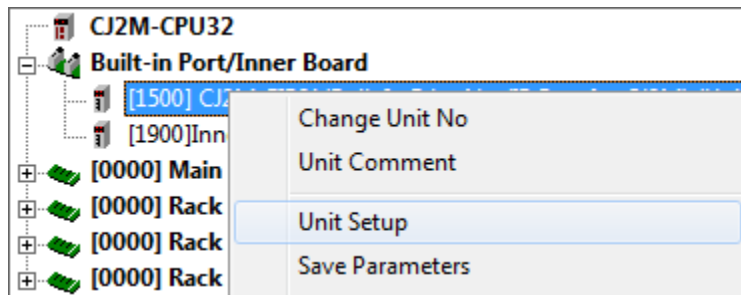 CJ2M-CPU32
Built-in Port/Inner Board
[1500]
[1900]Inn
Change Unit No
Unit Comment
[0000] Main
[0000] Rack
Unit Setup
[0000] Rack
Save Parameters
[0000] Rack